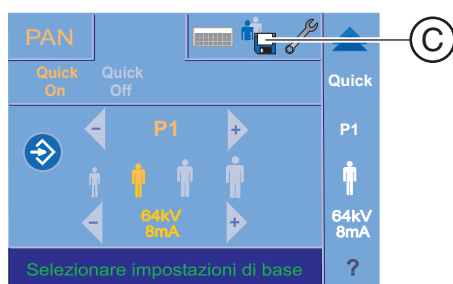 PAN
C
Quick On
Quick Off
Quick
- P1 +
P1
- 64kV 8mA +
64kV 8mA
Selezionare impostazioni di base
?